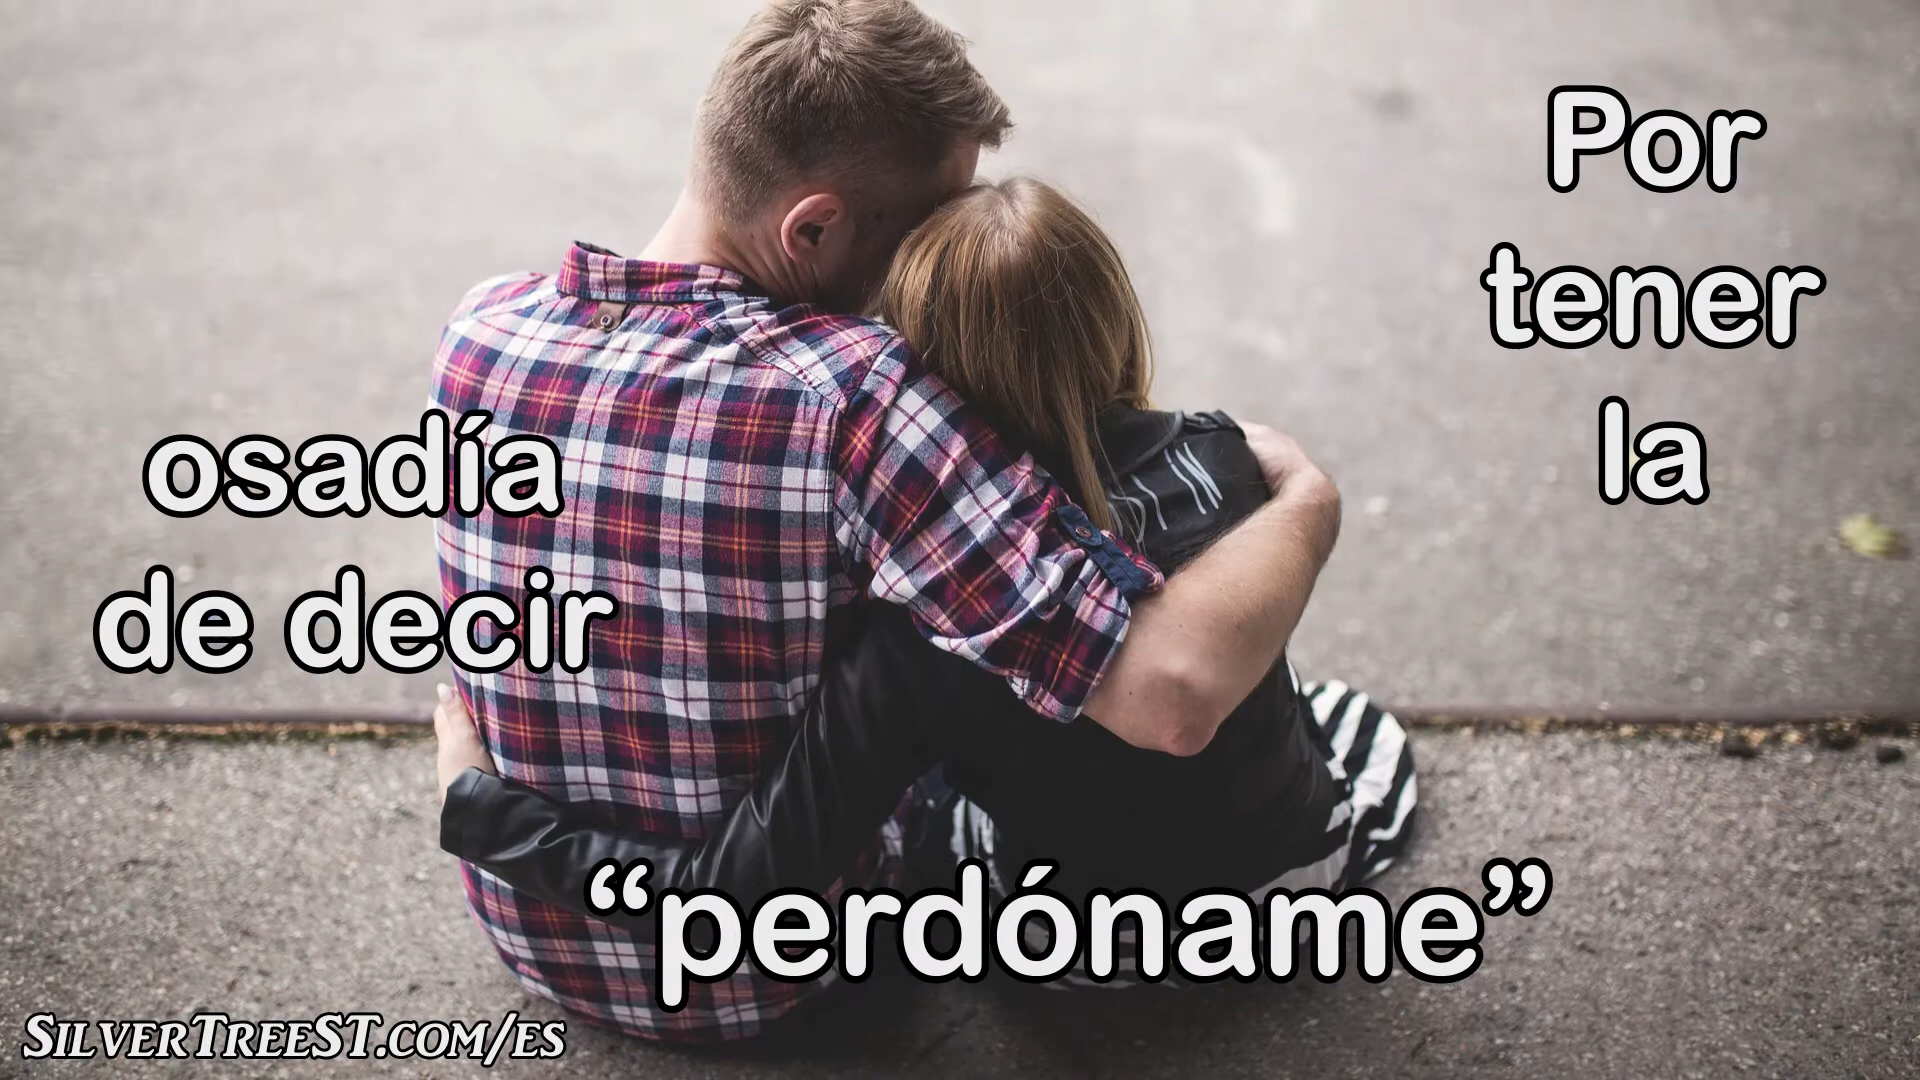 Por
tener
la
osadía
de decir
“perdóname”
SilverTreeST.com/es